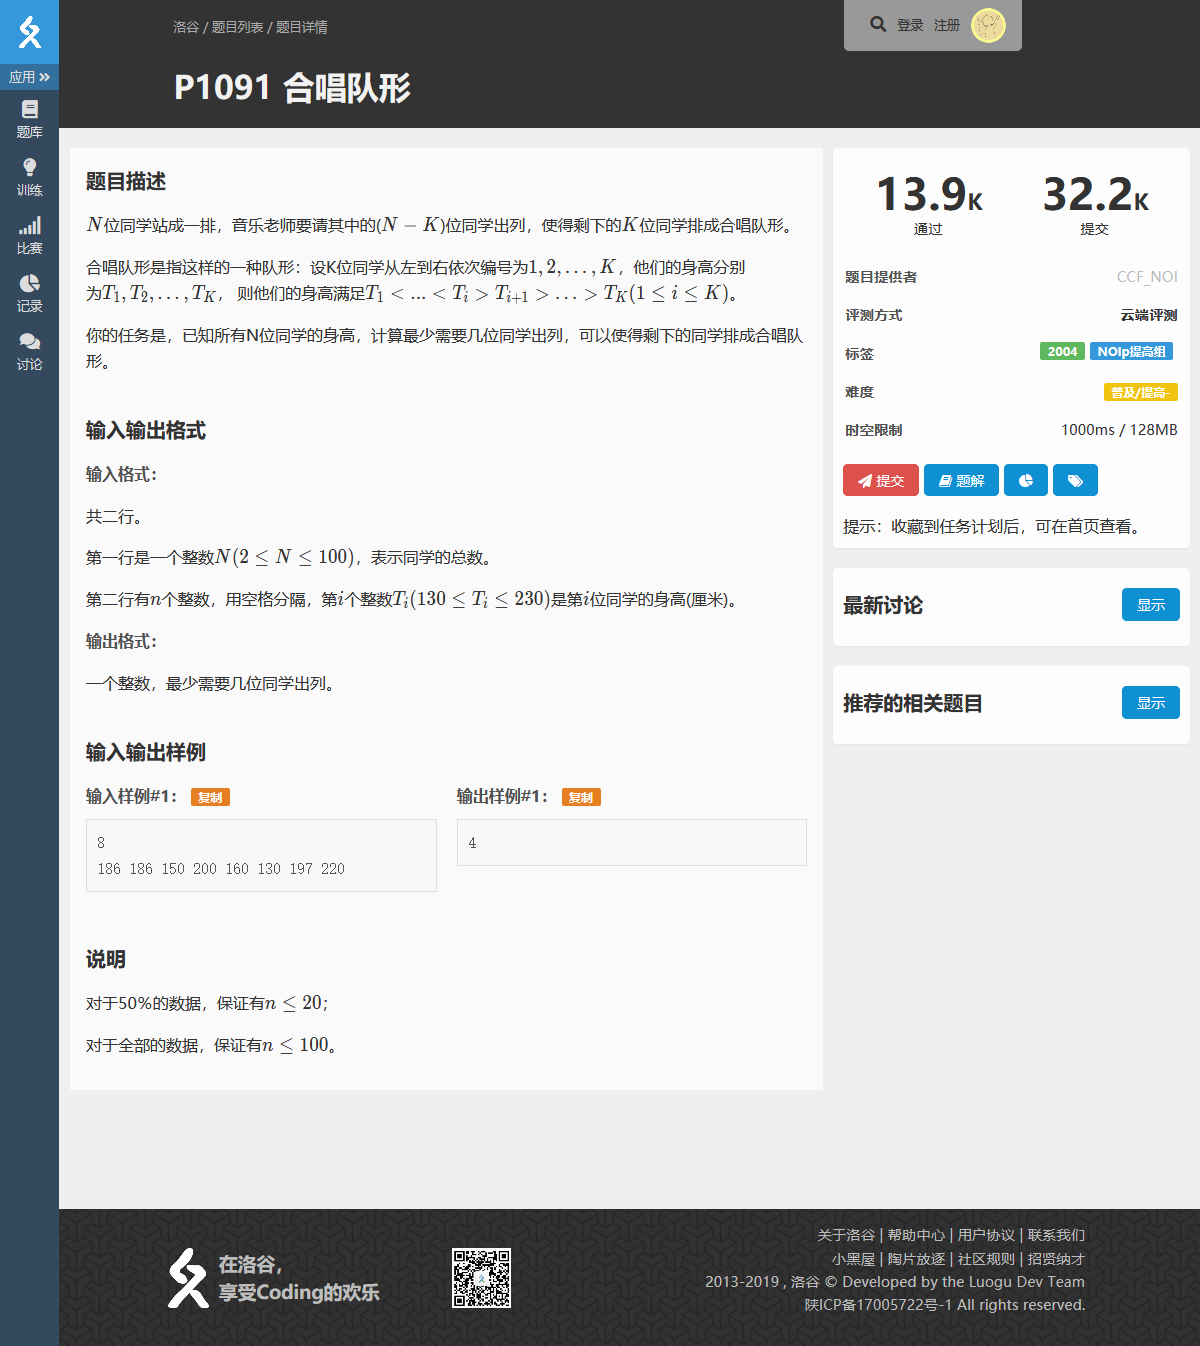 洛谷 / 题目列表 / 题目详情
登录 注册
P1091 合唱队形
应用
题库
训练
比赛
记录
讨论
题目描述
N位同学站成一排，音乐老师要请其中的(N − K)位同学出列，使得剩下的K位同学排成合唱队形。
合唱队形是指这样的一种队形：设K位同学从左到右依次编号为1, 2, . . . , K，他们的身高分别
为T₁, T₂, . . . , T_K， 则他们的身高满足T₁ < ... < T_i > T_{i+1} > . . . > T_K(1 ≤ i ≤ K)。
你的任务是，已知所有N位同学的身高，计算最少需要几位同学出列，可以使得剩下的同学排成合唱队
形。
输入输出格式
输入格式：
共二行。
第一行是一个整数N(2 ≤ N ≤ 100)，表示同学的总数。
第二行有n个整数，用空格分隔，第i个整数T_i(130 ≤ T_i ≤ 230)是第i位同学的身高(厘米)。
输出格式：
一个整数，最少需要几位同学出列。
输入输出样例
输入样例#1： 复制
8
186 186 150 200 160 130 197 220
输出样例#1： 复制
4
说明
对于50%的数据，保证有n ≤ 20；
对于全部的数据，保证有n ≤ 100。
13.9K
通过
32.2K
提交
题目提供者 CCF_NOI
评测方式 云端评测
标签 2004 NOIp提高组
难度 普及/提高-
时空限制 1000ms / 128MB
提交 题解
提示：收藏到任务计划后，可在首页查看。
最新讨论 显示
推荐的相关题目 显示
在洛谷，
享受Coding的欢乐
关于洛谷 | 帮助中心 | 用户协议 | 联系我们
小黑屋 | 陶片放逐 | 社区规则 | 招贤纳才
2013-2019 , 洛谷 © Developed by the Luogu Dev Team
陕ICP备17005722号-1 All rights reserved.